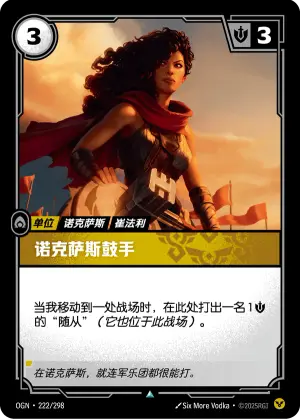 3
3
单位 诺克萨斯 崔法利
诺克萨斯鼓手
当我移动到一处战场时，在此处打出一名1
的“随从”（它也位于此战场）。
在诺克萨斯，就连军乐团都很能打。
OGN • 222/298
Six More Vodka • ©2025RGI